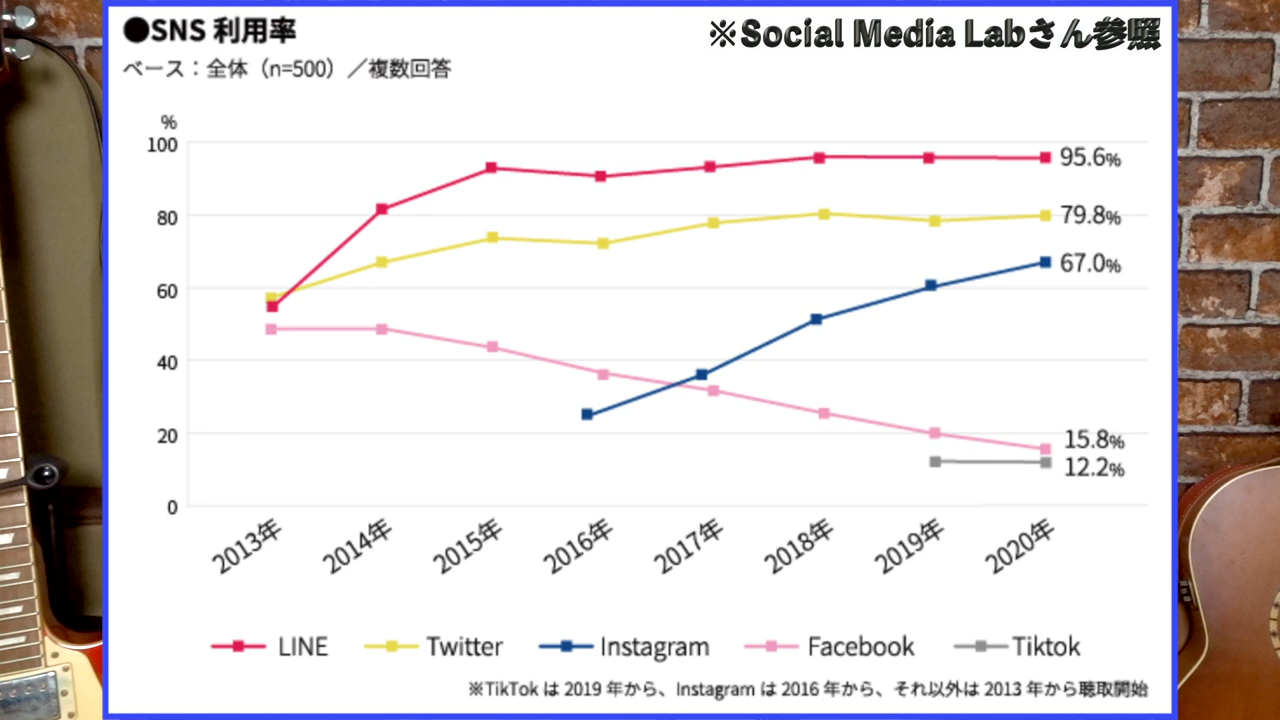 ●SNS 利用率
※Social Media Labさん参照
ベース：全体（n=500）／複数回答
%
100
80
60
40
20
0
95.6%
79.8%
67.0%
15.8%
12.2%
2013年 2014年 2015年 2016年 2017年 2018年 2019年 2020年
LINE Twitter Instagram Facebook Tiktok
※TikTok は 2019 年から、Instagram は 2016 年から、それ以外は 2013 年から聴取開始